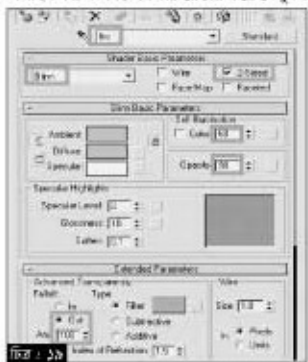 Standard
Shader Basic Parameters
Blinn
Wire
2-Sided
Face Map
Faceted
Blinn Basic Parameters
Self-Illumination
Ambient
Color
Diffuse
Specular
Opacity
Specular Highlights
Specular Level
Glossiness
Soften
Extended Parameters
Advanced Transparency
Wire
Falloff:
Type:
In
Filter
Size
Out
Subtractive
Amt
Additive
In:
Pixels
Units
Index of Refraction